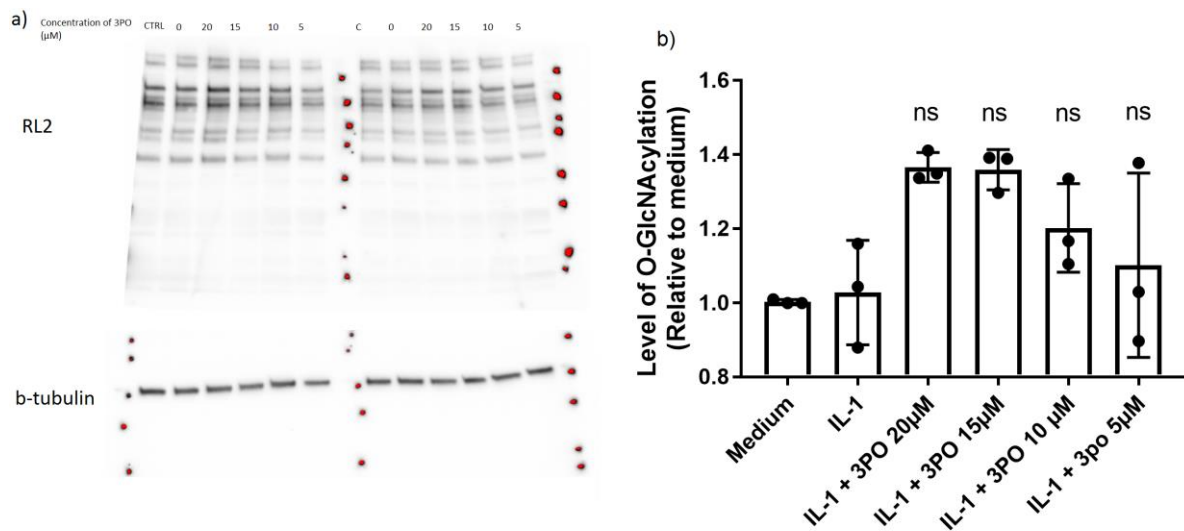 a)
Concentration of 3PO
(μM)
CTRL 0 20 15 10 5 C 0 20 15 10 5
RL2
b-tubulin
b)
Level of O-GlcNAcylation
(Relative to medium)
1.6
1.4
1.2
1.0
0.8
ns ns ns ns
Medium
IL-1
IL-1 + 3PO 20μM
IL-1 + 3PO 15μM
IL-1 + 3PO 10 μM
IL-1 + 3po 5μM